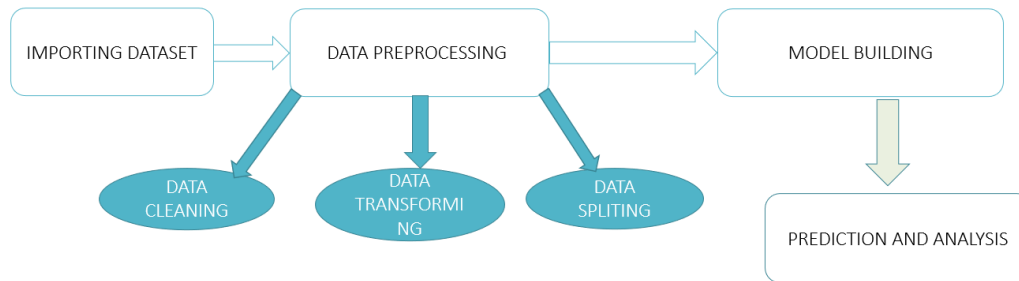 IMPORTING DATASET
DATA PREPROCESSING
MODEL BUILDING
DATA
CLEANING
DATA
TRANSFORMI
NG
DATA
SPLITING
PREDICTION AND ANALYSIS